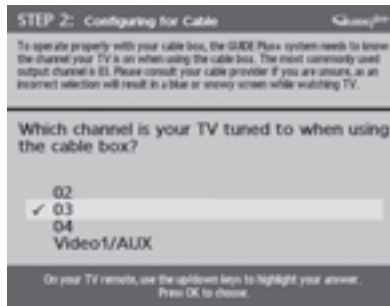 STEP 2: Configuring for Cable
To operate properly with your cable box, the GUIDE Plus+ system needs to know
the channel your TV is on when using the cable box. The most commonly used
output channel is 03. Please consult your cable provider if you are unsure, as an
incorrect selection will result in a blue or snowy screen while watching TV.
Which channel is your TV tuned to when using
the cable box?
02
✓ 03
04
Video1/AUX
On your TV remote, use the up/down keys to highlight your answer.
Press OK to choose.